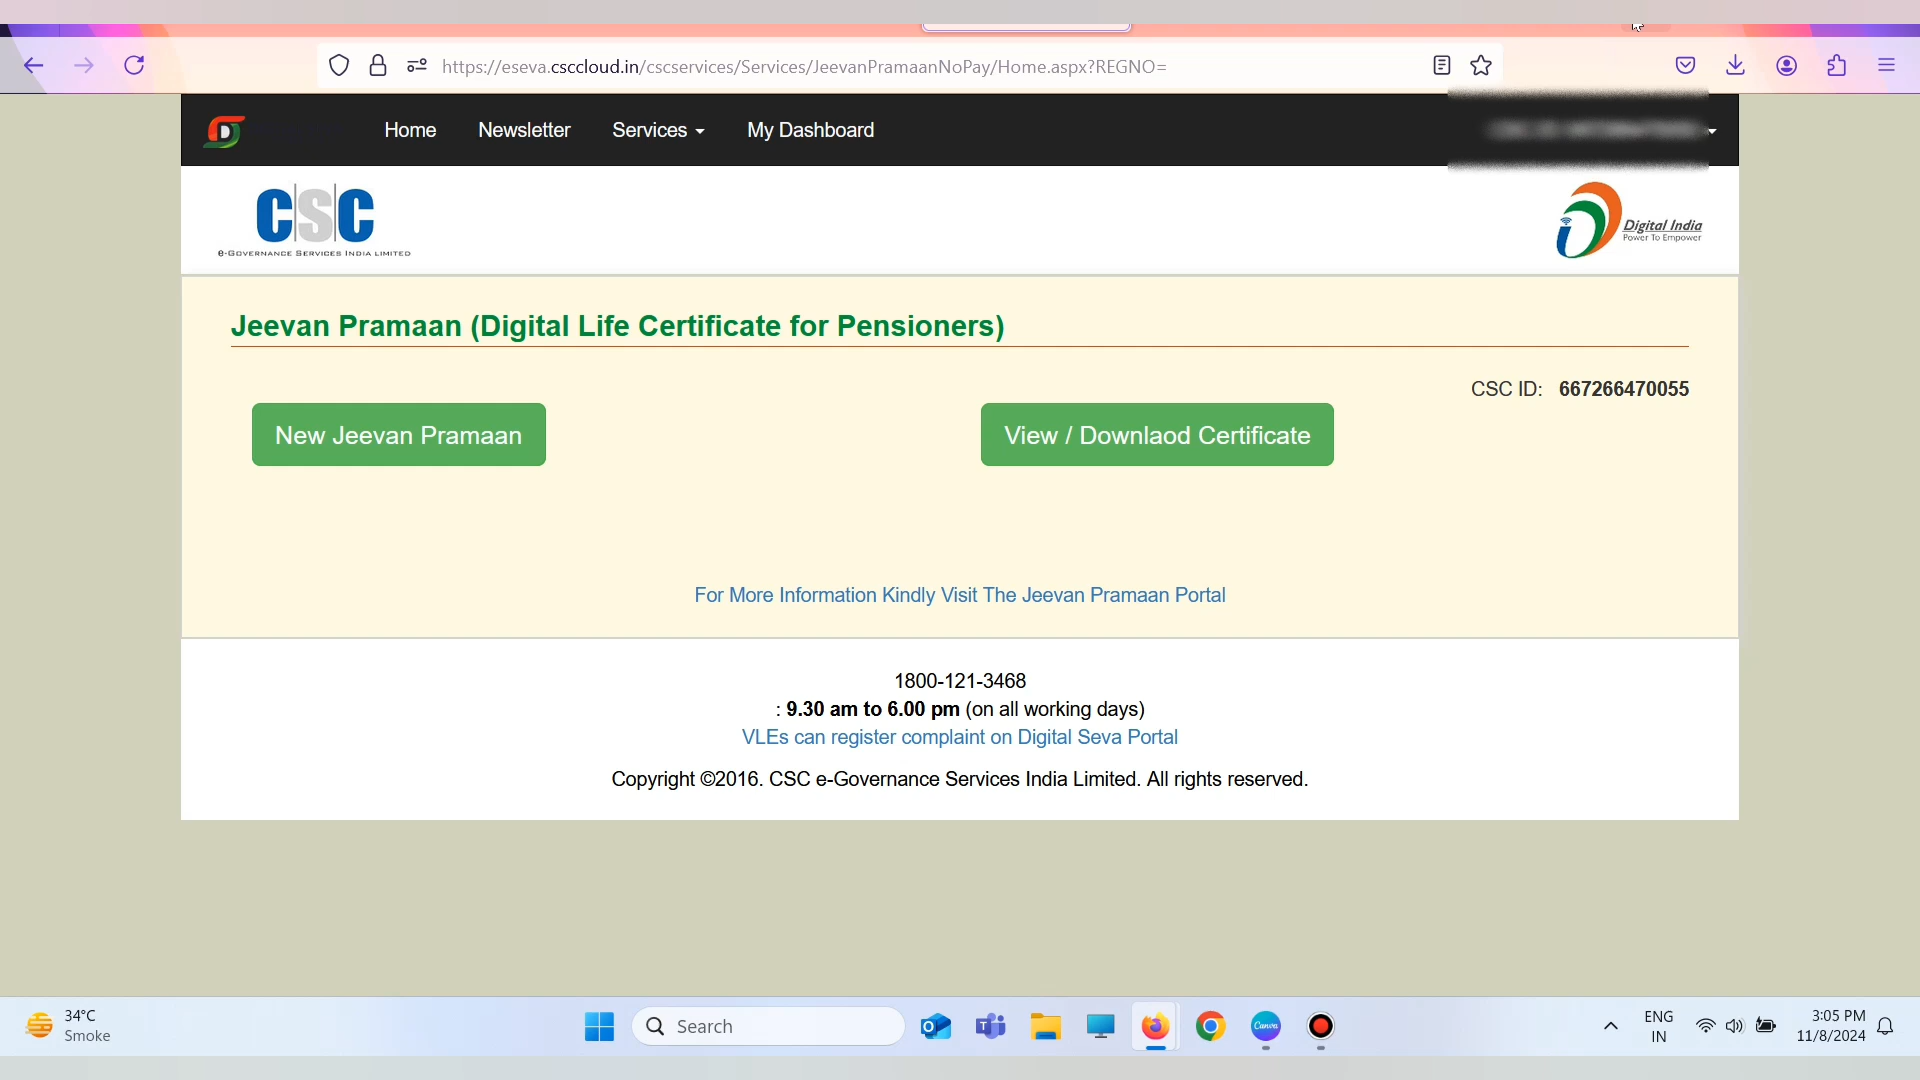 https://eseva.csccloud.in/cscservices/Services/JeevanPramaanNoPay/Home.aspx?REGNO=
D
Home
Newsletter
Services
My Dashboard
CSC
e-Governance Services India Limited
Digital India
Power To Empower
Jeevan Pramaan (Digital Life Certificate for Pensioners)
CSC ID: 667266470055
New Jeevan Pramaan
View / Downlaod Certificate
For More Information Kindly Visit The Jeevan Pramaan Portal
1800-121-3468
: 9.30 am to 6.00 pm (on all working days)
VLEs can register complaint on Digital Seva Portal
Copyright ©2016. CSC e-Governance Services India Limited. All rights reserved.
34°C
Smoke
Search
Canva
ENG
IN
3:05 PM
11/8/2024